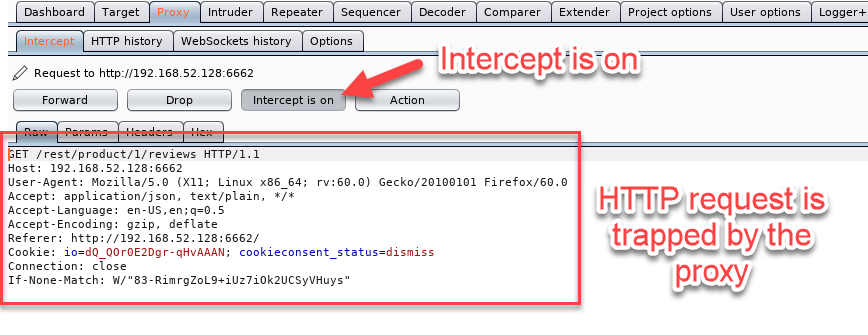 Dashboard Target Proxy Intruder Repeater Sequencer Decoder Comparer Extender Project options User options Logger+
Intercept HTTP history WebSockets history Options
Request to http://192.168.52.128:6662
Intercept is on
Forward Drop Intercept is on Action
Raw Params Headers Hex
GET /rest/product/1/reviews HTTP/1.1
Host: 192.168.52.128:6662
User-Agent: Mozilla/5.0 (X11; Linux x86_64; rv:60.0) Gecko/20100101 Firefox/60.0
Accept: application/json, text/plain, */*
Accept-Language: en-US,en;q=0.5
Accept-Encoding: gzip, deflate
Referer: http://192.168.52.128:6662/
Cookie: io=dQ_QOr0E2Dgr-qHvAAAN; cookieconsent_status=dismiss
Connection: close
If-None-Match: W/"83-RimrgZoL9+iUz7iOk2UCSyVHuys"
HTTP request is
trapped by the
proxy